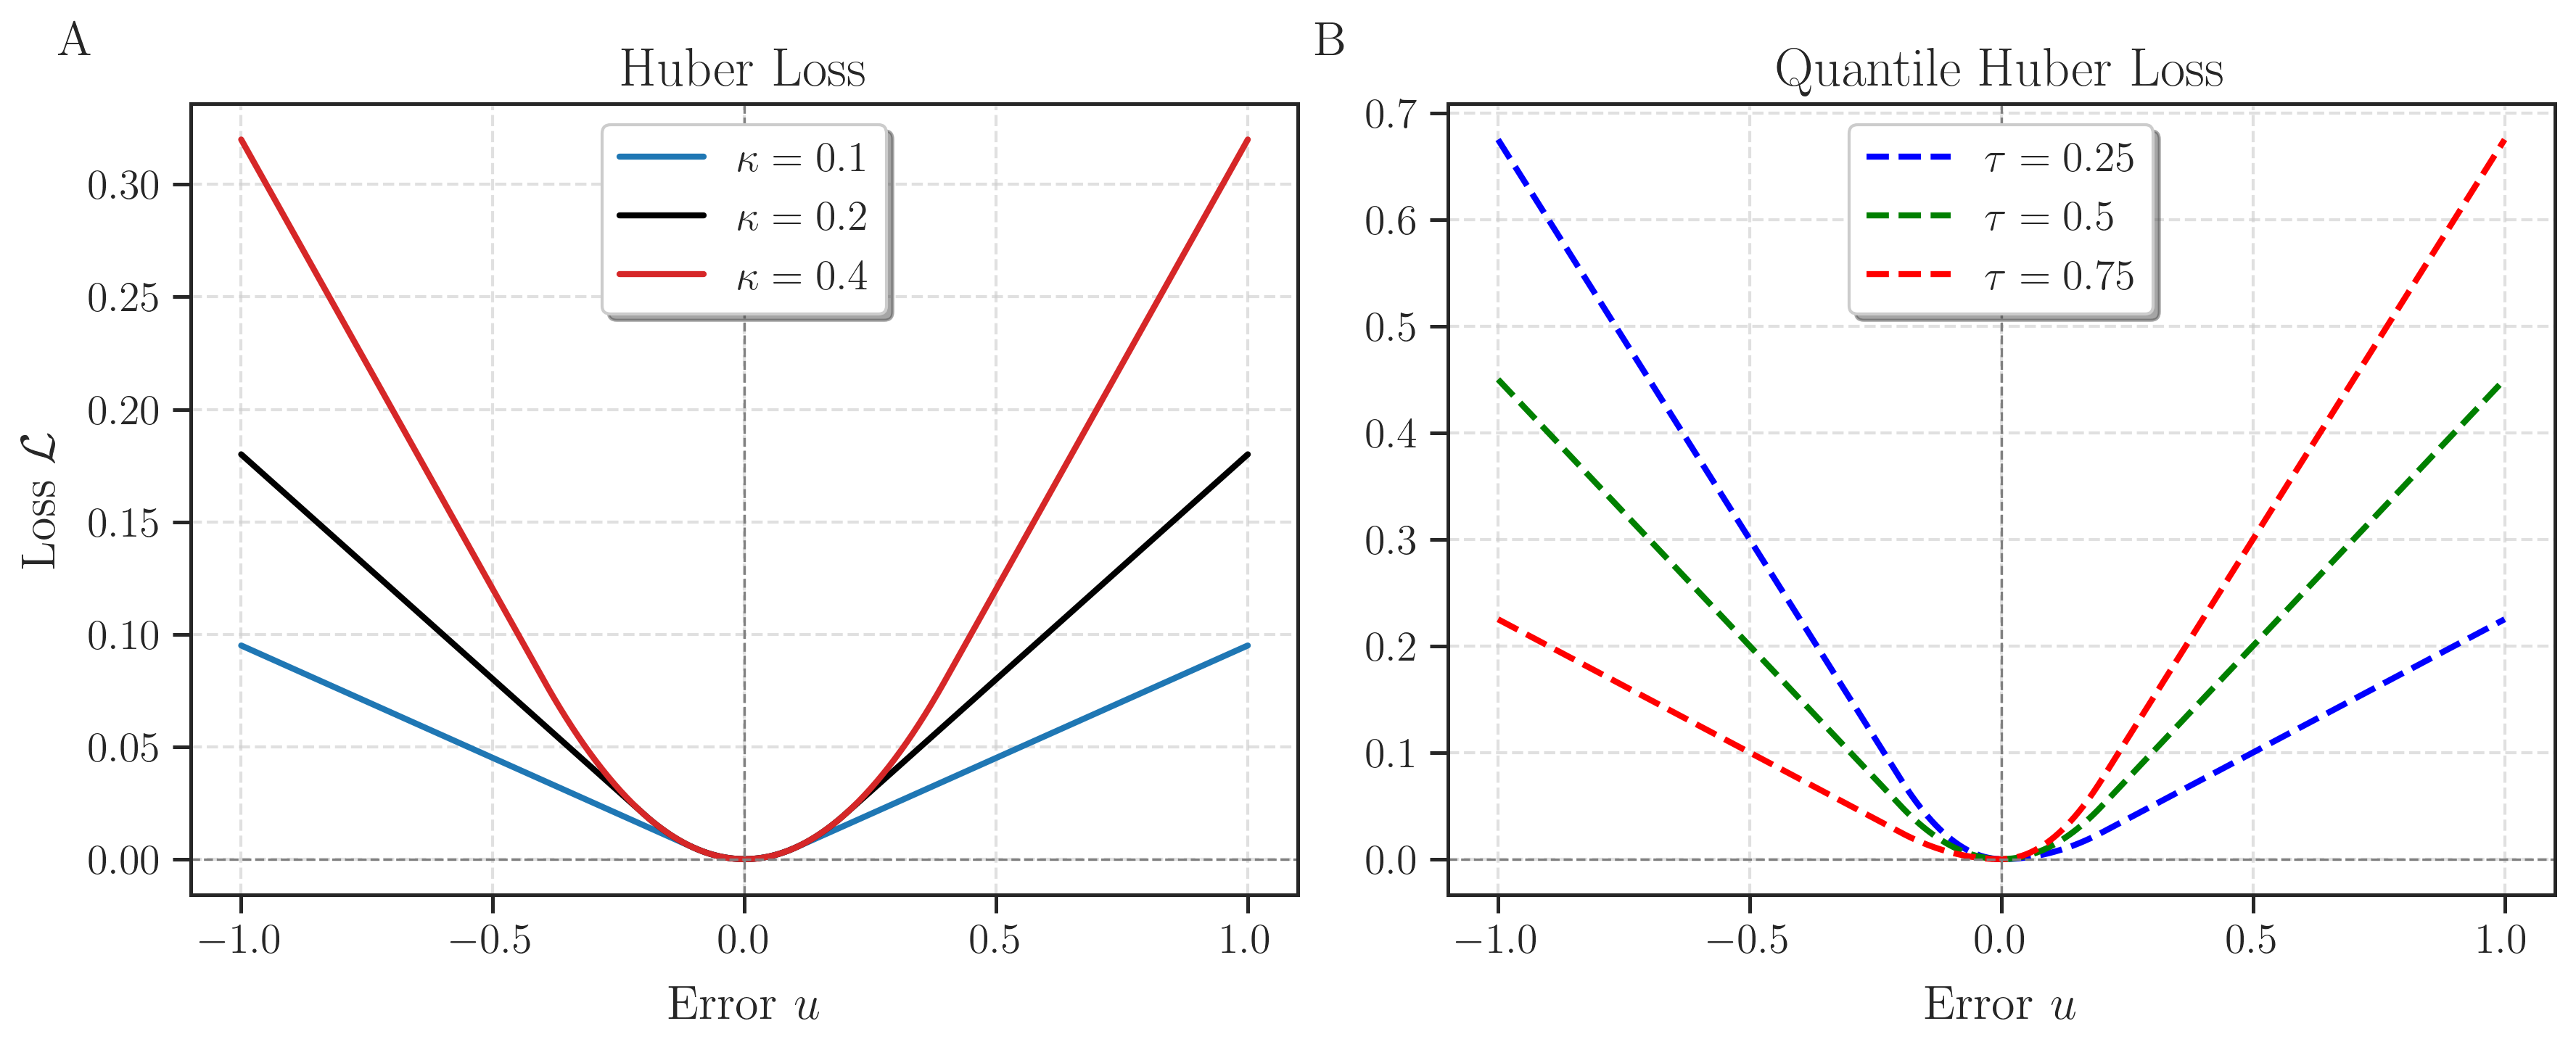 A
Huber Loss
κ = 0.1
κ = 0.2
κ = 0.4
0.30
0.25
0.20
0.15
0.10
0.05
0.00
Loss ℒ
−1.0
−0.5
0.0
0.5
1.0
Error u
B
Quantile Huber Loss
τ = 0.25
τ = 0.5
τ = 0.75
0.7
0.6
0.5
0.4
0.3
0.2
0.1
0.0
−1.0
−0.5
0.0
0.5
1.0
Error u